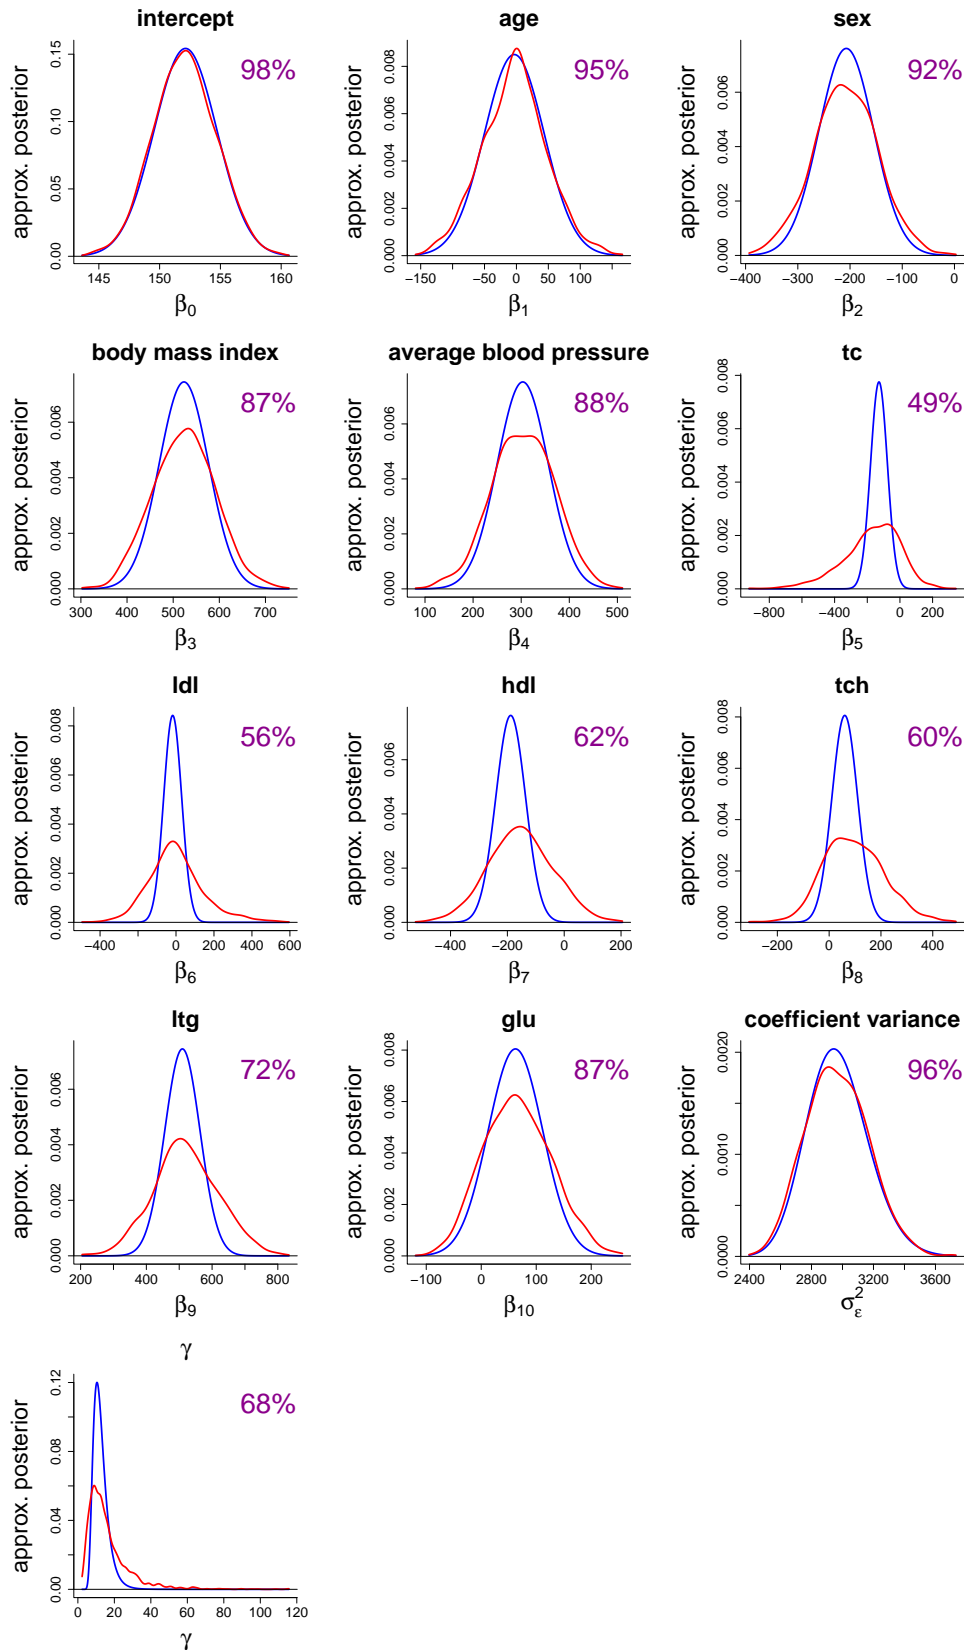 intercept
98%
approx. posterior
0.00 0.05 0.10 0.15
145 150 155 160
β0
age
95%
approx. posterior
0.000 0.002 0.004 0.006 0.008
−150 −50 0 50 100
β1
sex
92%
approx. posterior
0.000 0.002 0.004 0.006
−400 −300 −200 −100 0
β2
body mass index
87%
approx. posterior
0.000 0.002 0.004 0.006
300 400 500 600 700
β3
average blood pressure
88%
approx. posterior
0.000 0.002 0.004 0.006
100 200 300 400 500
β4
tc
49%
approx. posterior
0.000 0.002 0.004 0.006 0.008
−800 −400 0 200
β5
ldl
56%
approx. posterior
0.000 0.002 0.004 0.006 0.008
−400 0 200 400 600
β6
hdl
62%
approx. posterior
0.000 0.002 0.004 0.006
−400 −200 0 200
β7
tch
60%
approx. posterior
0.000 0.002 0.004 0.006 0.008
−200 0 200 400
β8
ltg
72%
approx. posterior
0.000 0.002 0.004 0.006
200 400 600 800
β9
glu
87%
approx. posterior
0.000 0.002 0.004 0.006 0.008
−100 0 100 200
β10
coefficient variance
96%
approx. posterior
0.0000 0.0010 0.0020
2400 2800 3200 3600
σε²
γ
68%
approx. posterior
0.00 0.04 0.08 0.12
0 20 40 60 80 100 120
γ